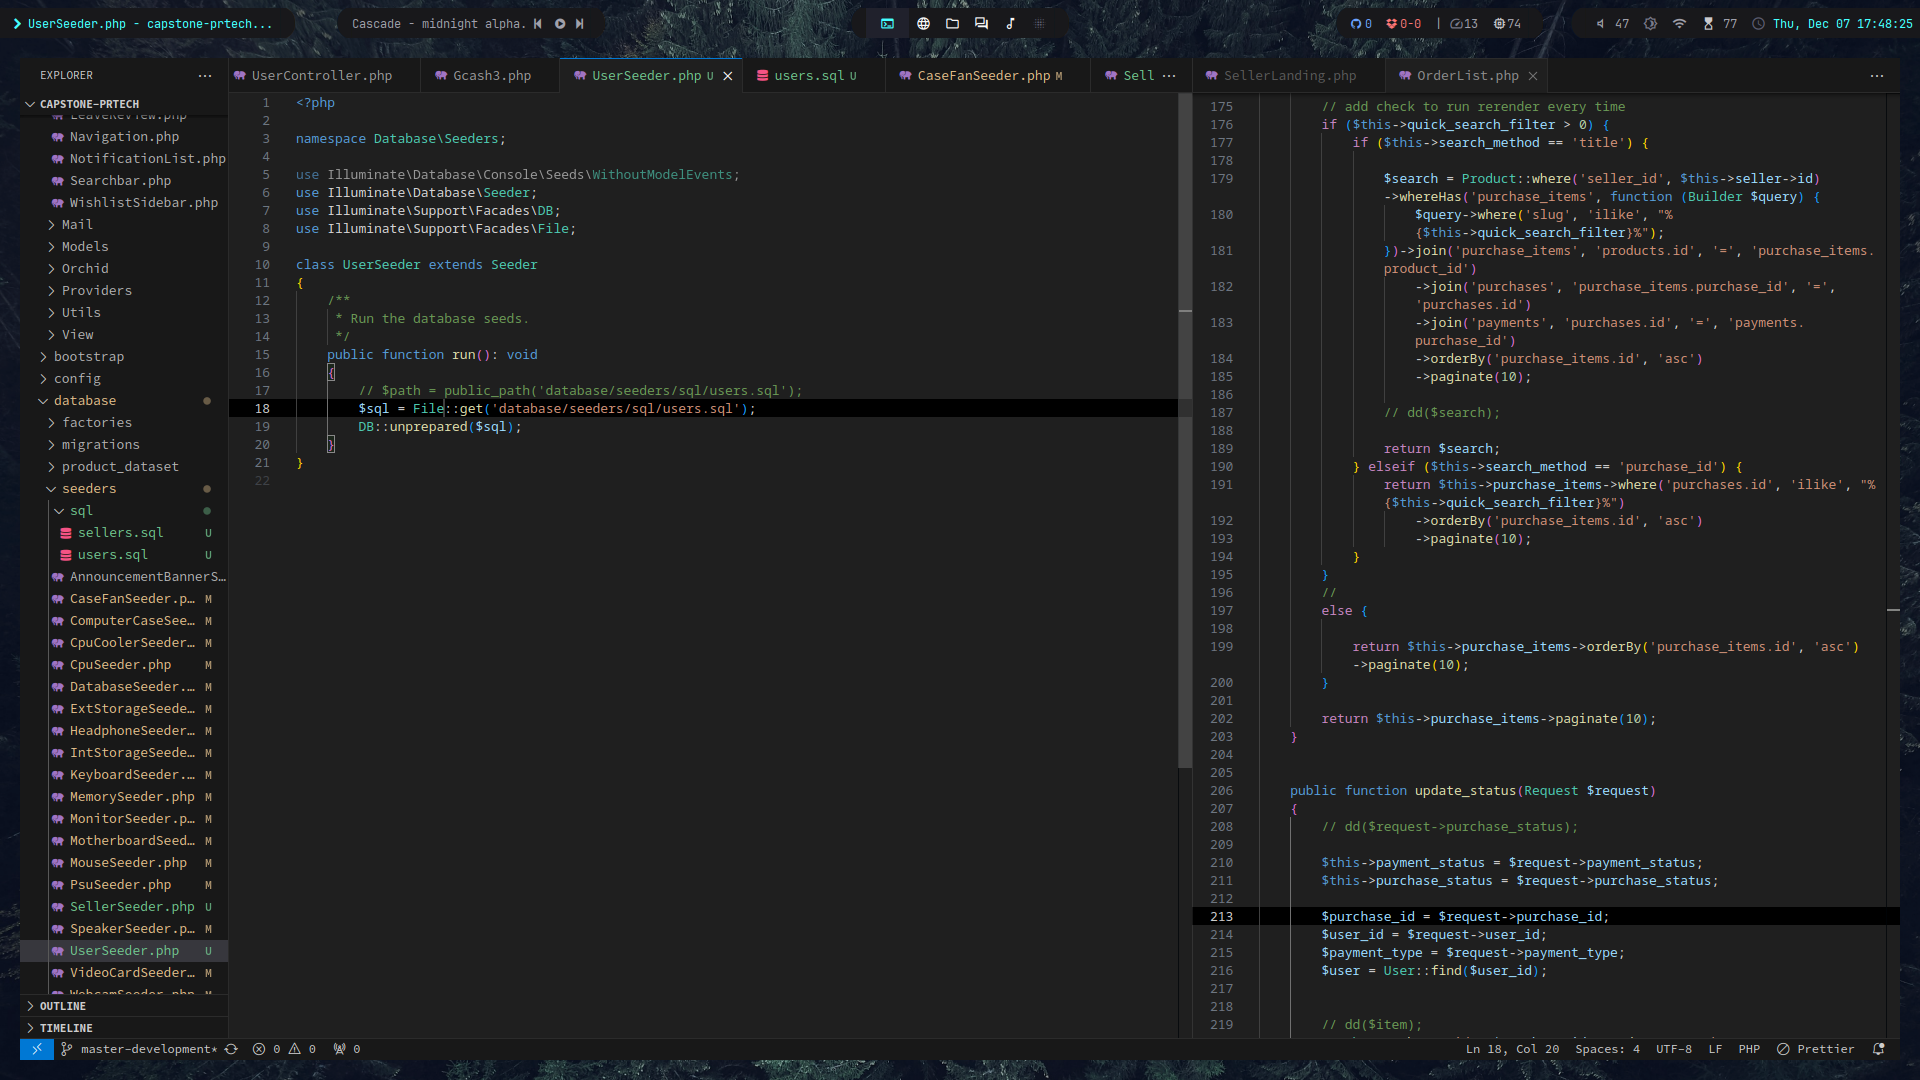 UserSeeder.php - capstone-prtech...
Cascade - midnight alpha.
0
0-0
|
13
74
47
77
Thu, Dec 07 17:48:25
EXPLORER
CAPSTONE-PRTECH
LeaveReview.php
Navigation.php
NotificationList.php
Searchbar.php
WishlistSidebar.php
Mail
Models
Orchid
Providers
Utils
View
bootstrap
config
database
factories
migrations
product_dataset
seeders
sql
sellers.sql U
users.sql U
AnnouncementBannerS...
CaseFanSeeder.p... M
ComputerCaseSee... M
CpuCoolerSeeder... M
CpuSeeder.php M
DatabaseSeeder.... M
ExtStorageSeede... M
HeadphoneSeeder... M
IntStorageSeede... M
KeyboardSeeder.... M
MemorySeeder.php M
MonitorSeeder.p... M
MotherboardSeed... M
MouseSeeder.php M
PsuSeeder.php M
SellerSeeder.php U
SpeakerSeeder.p... M
UserSeeder.php U
VideoCardSeeder... M
WebcamSeeder.php M
OUTLINE
TIMELINE
UserController.php
Gcash3.php
UserSeeder.php U
users.sql U
CaseFanSeeder.php M
Sell
1 <?php
2
3 namespace Database\Seeders;
4
5 use Illuminate\Database\Console\Seeds\WithoutModelEvents;
6 use Illuminate\Database\Seeder;
7 use Illuminate\Support\Facades\DB;
8 use Illuminate\Support\Facades\File;
9
10 class UserSeeder extends Seeder
11 {
12 /**
13 * Run the database seeds.
14 */
15 public function run(): void
16 {
17 // $path = public_path('database/seeders/sql/users.sql');
18 $sql = File::get('database/seeders/sql/users.sql');
19 DB::unprepared($sql);
20 }
21 }
22
SellerLanding.php
OrderList.php
175 // add check to run rerender every time
176 if ($this->quick_search_filter > 0) {
177 if ($this->search_method == 'title') {
178
179 $search = Product::where('seller_id', $this->seller->id)
->whereHas('purchase_items', function (Builder $query) {
180 $query->where('slug', 'ilike', "%
{$this->quick_search_filter}%");
181 })->join('purchase_items', 'products.id', '=', 'purchase_items.
product_id')
182 ->join('purchases', 'purchase_items.purchase_id', '=',
'purchases.id')
183 ->join('payments', 'purchases.id', '=', 'payments.
purchase_id')
184 ->orderBy('purchase_items.id', 'asc')
185 ->paginate(10);
186
187 // dd($search);
188
189 return $search;
190 } elseif ($this->search_method == 'purchase_id') {
191 return $this->purchase_items->where('purchases.id', 'ilike', "%
{$this->quick_search_filter}%")
192 ->orderBy('purchase_items.id', 'asc')
193 ->paginate(10);
194 }
195 }
196 //
197 else {
198
199 return $this->purchase_items->orderBy('purchase_items.id', 'asc')
->paginate(10);
200 }
201
202 return $this->purchase_items->paginate(10);
203 }
204
205
206 public function update_status(Request $request)
207 {
208 // dd($request->purchase_status);
209
210 $this->payment_status = $request->payment_status;
211 $this->purchase_status = $request->purchase_status;
212
213 $purchase_id = $request->purchase_id;
214 $user_id = $request->user_id;
215 $payment_type = $request->payment_type;
216 $user = User::find($user_id);
217
218
219 // dd($item);
master-development*
0
0
0
Ln 18, Col 20
Spaces: 4
UTF-8
LF
PHP
Prettier